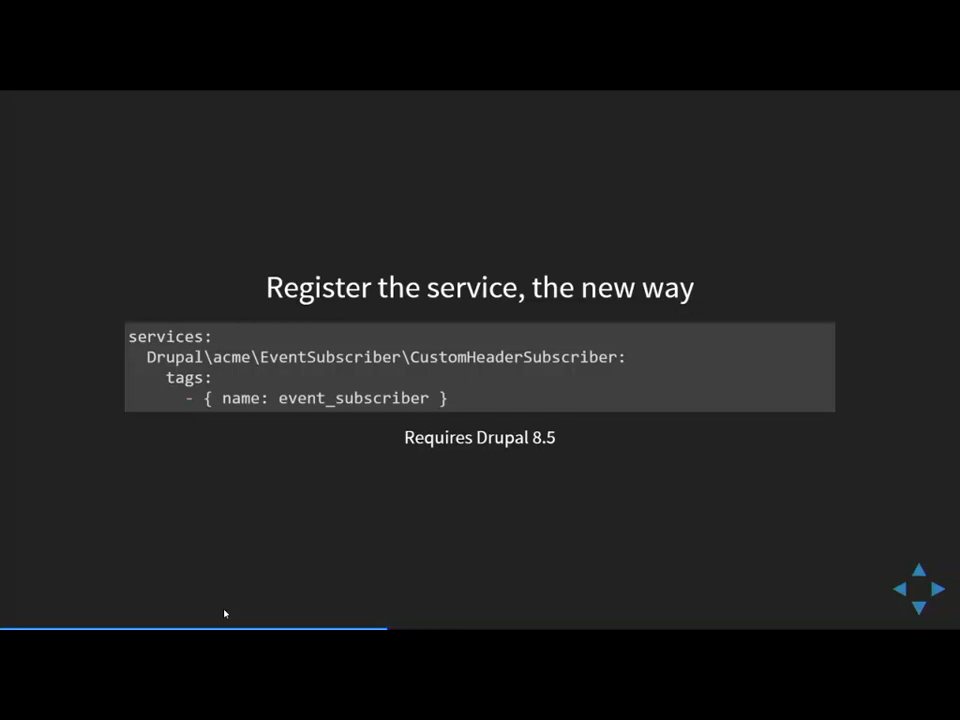 Register the service, the new way
services:
  Drupal\acme\EventSubscriber\CustomHeaderSubscriber:
    tags:
      - { name: event_subscriber }
Requires Drupal 8.5